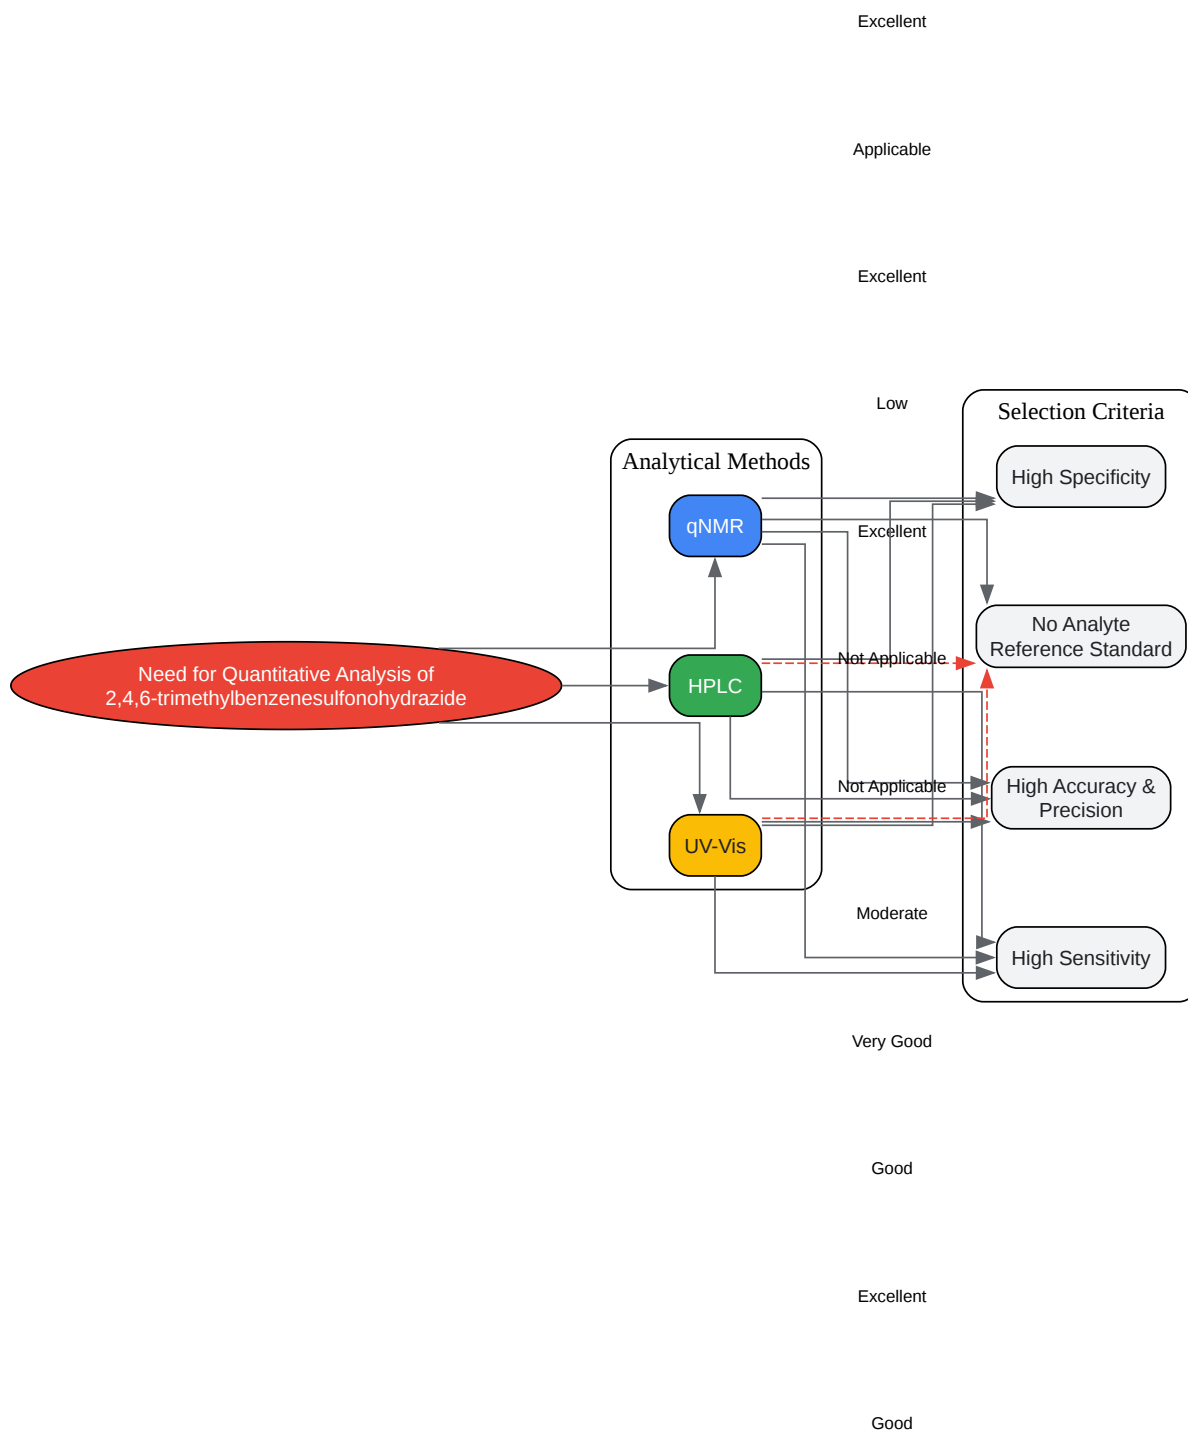 Excellent
Applicable
Excellent
Low
Selection Criteria
Analytical Methods
High Specificity
qNMR
Excellent
No Analyte
Reference Standard
Not Applicable
Need for Quantitative Analysis of
2,4,6-trimethylbenzenesulfonohydrazide
HPLC
Not Applicable
High Accuracy &
Precision
UV-Vis
Moderate
High Sensitivity
Very Good
Good
Excellent
Good